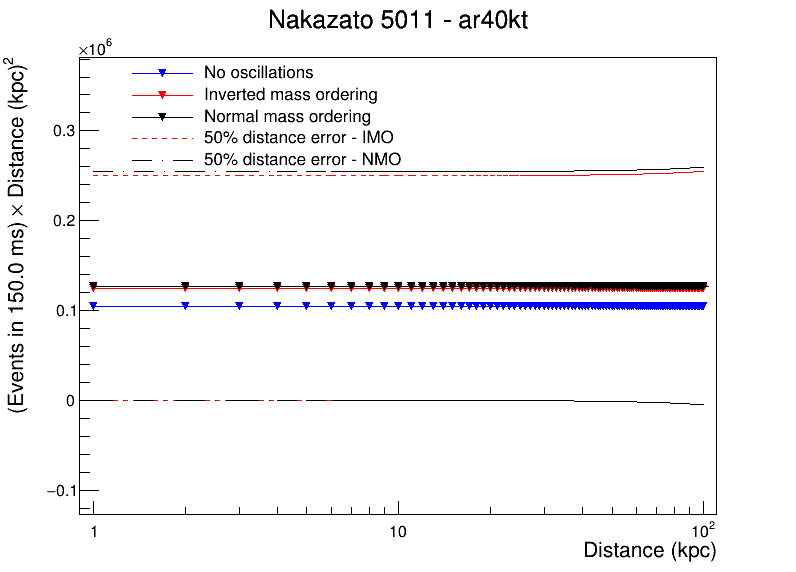 Nakazato 5011 - ar40kt
×10⁶
(Events in 150.0 ms) × Distance (kpc)²
No oscillations
Inverted mass ordering
Normal mass ordering
50% distance error - IMO
50% distance error - NMO
0.3
0.2
0.1
0
−0.1
1 10 10²
Distance (kpc)